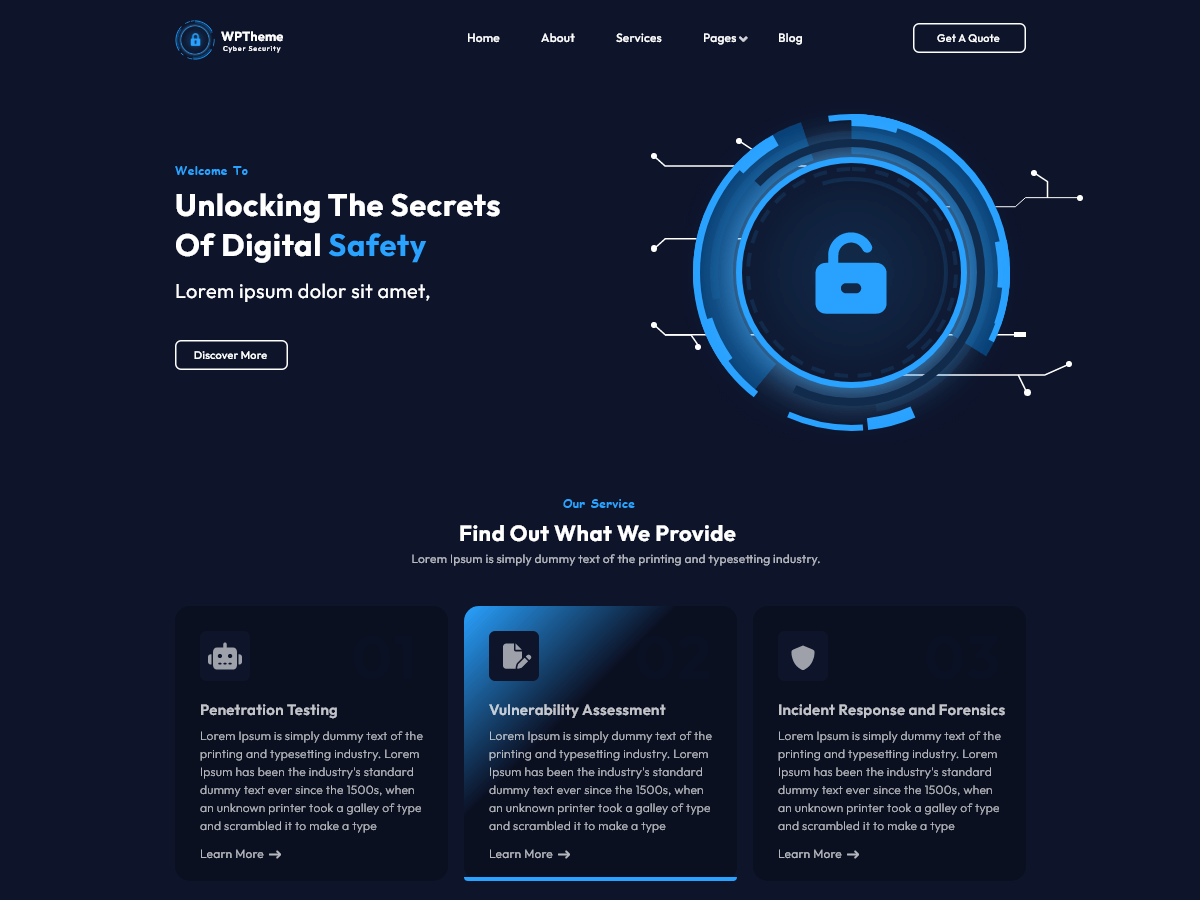 WPTheme
Cyber Security
Home
About
Services
Pages
Blog
Get A Quote
Welcome To
Unlocking The Secrets
Of Digital Safety
Lorem ipsum dolor sit amet,
Discover More
Our Service
Find Out What We Provide
Lorem Ipsum is simply dummy text of the printing and typesetting industry.
01
Penetration Testing
Lorem Ipsum is simply dummy text of the
printing and typesetting industry. Lorem
Ipsum has been the industry's standard
dummy text ever since the 1500s, when
an unknown printer took a galley of type
and scrambled it to make a type
Learn More
02
Vulnerability Assessment
Lorem Ipsum is simply dummy text of the
printing and typesetting industry. Lorem
Ipsum has been the industry's standard
dummy text ever since the 1500s, when
an unknown printer took a galley of type
and scrambled it to make a type
Learn More
Incident Response and Forensics
Lorem Ipsum is simply dummy text of the
printing and typesetting industry. Lorem
Ipsum has been the industry's standard
dummy text ever since the 1500s, when
an unknown printer took a galley of type
and scrambled it to make a type
Learn More